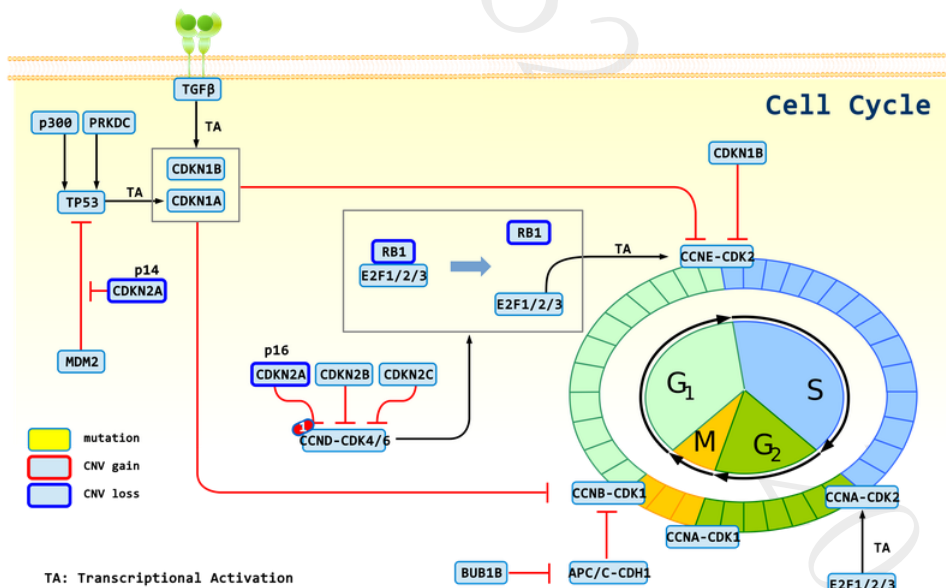 TGFβ
Cell Cycle
p300
PRKDC
TA
CDKN1B
CDKN1B
TP53
TA
CDKN1A
RB1
RB1
TA
CCNE-CDK2
E2F1/2/3
p14
CDKN2A
E2F1/2/3
MDM2
p16
CDKN2A
CDKN2B
CDKN2C
G1
S
1
CCND-CDK4/6
M
G2
mutation
CNV gain
CNV loss
CCNB-CDK1
CCNA-CDK2
CCNA-CDK1
TA
BUB1B
APC/C-CDH1
TA: Transcriptional Activation
E2F1/2/3